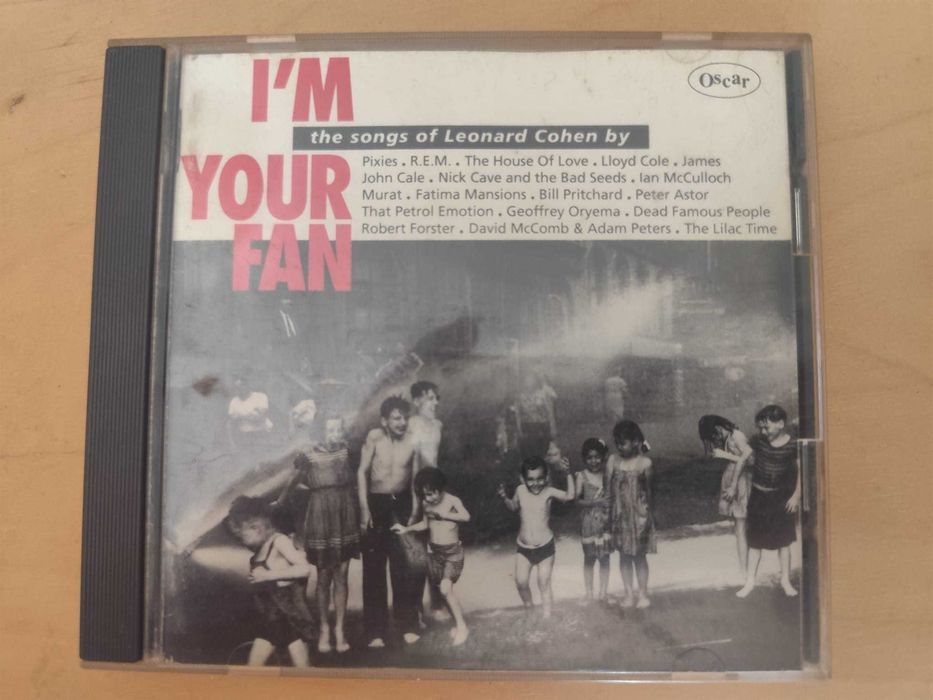 I'M
YOUR
FAN
Oscar
the songs of Leonard Cohen by
Pixies . R.E.M. . The House Of Love . Lloyd Cole . James
John Cale . Nick Cave and the Bad Seeds . Ian McCulloch
Murat . Fatima Mansions . Bill Pritchard . Peter Astor
That Petrol Emotion . Geoffrey Oryema . Dead Famous People
Robert Forster . David McComb & Adam Peters . The Lilac Time